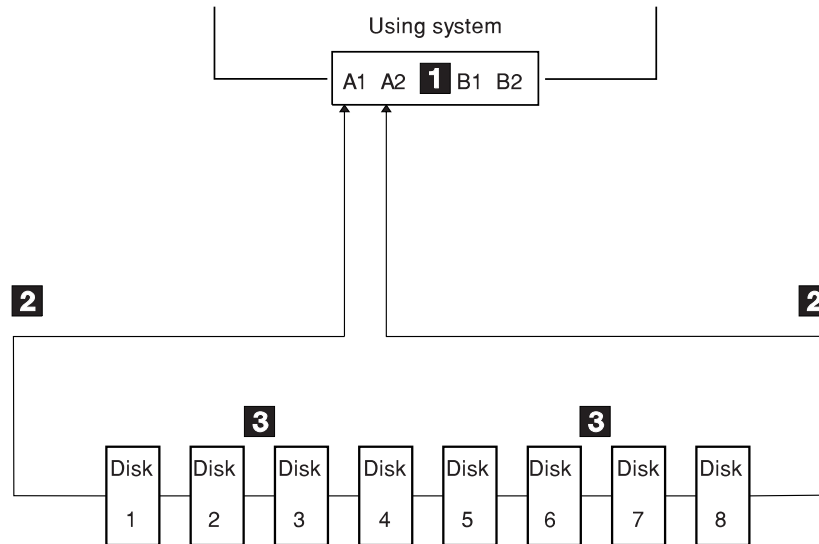 Using system
A1 A2 1 B1 B2
2 2
3 3
Disk Disk Disk Disk Disk Disk Disk Disk
1 2 3 4 5 6 7 8